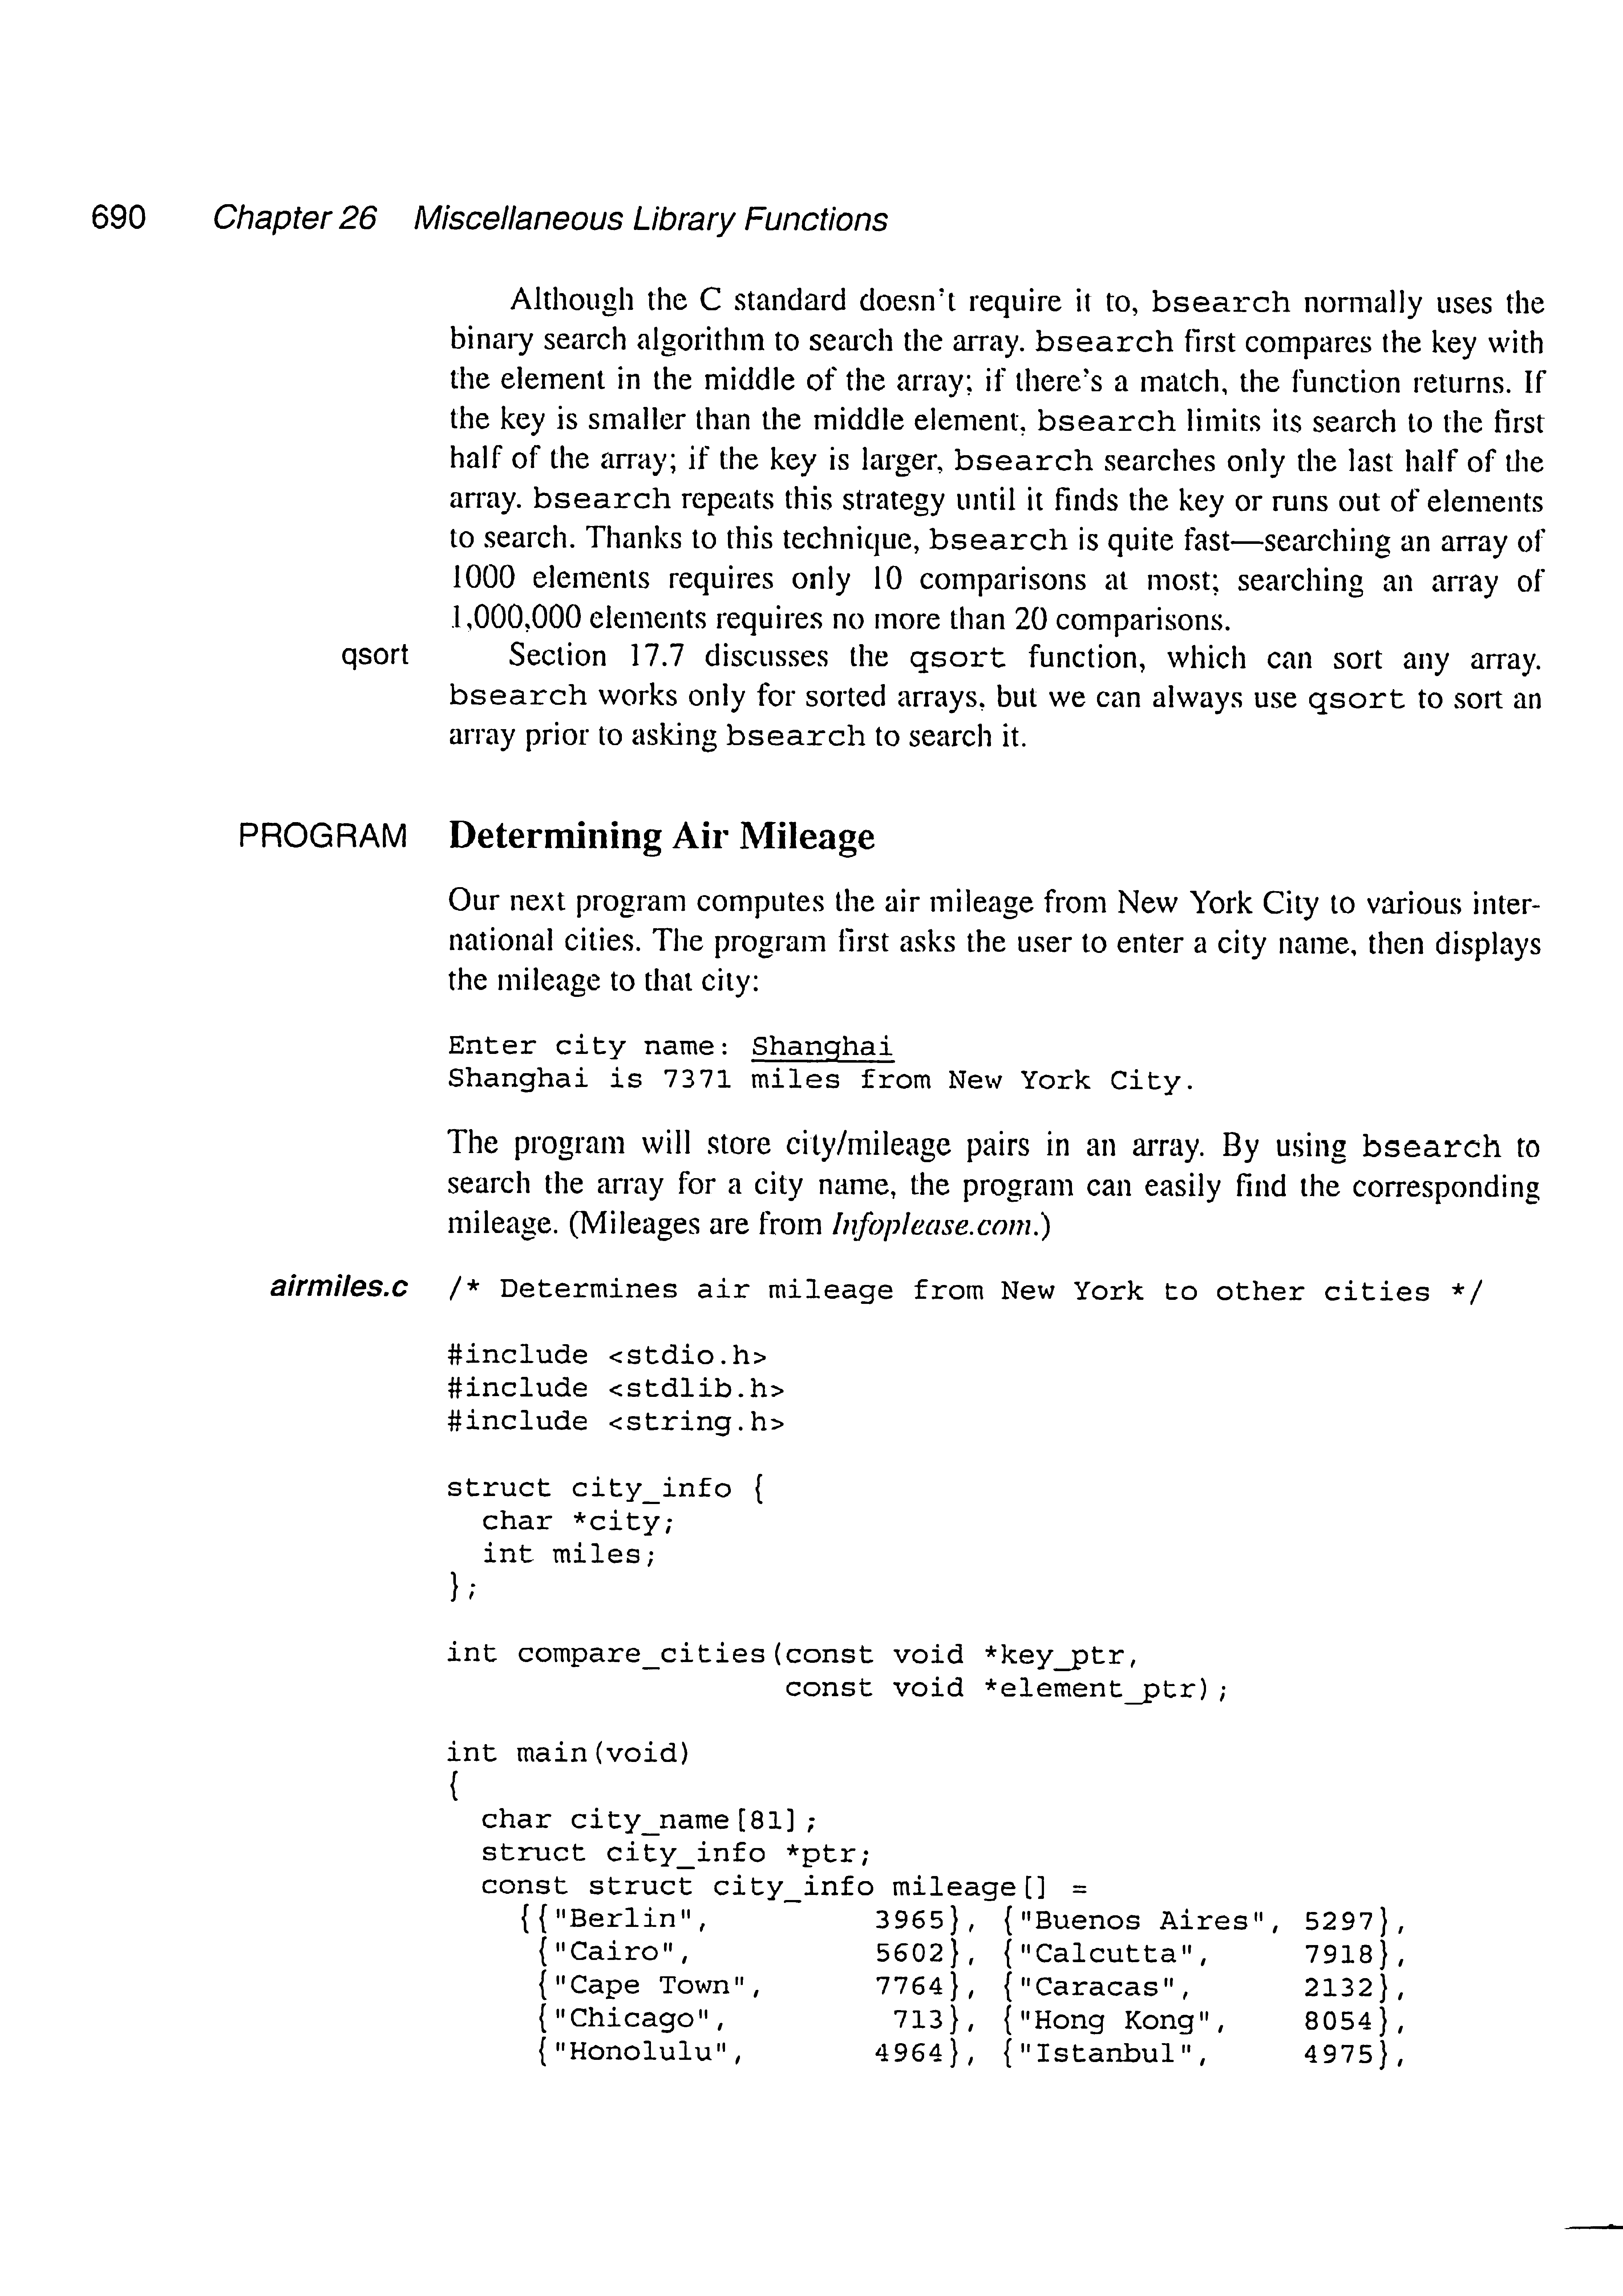 690 Chapter 26 Miscellaneous Library Functions
Although the C standard doesn't require it to, bsearch normally uses the
binary search algorithm to search the array. bsearch first compares the key with
the element in the middle of the array; if there's a match, the function returns. If
the key is smaller than the middle element, bsearch limits its search to the first
half of the array; if the key is larger, bsearch searches only the last half of the
array. bsearch repeats this strategy until it finds the key or runs out of elements
to search. Thanks to this technique, bsearch is quite fast—searching an array of
1000 elements requires only 10 comparisons at most; searching an array of
1,000,000 elements requires no more than 20 comparisons.
qsort Section 17.7 discusses the qsort function, which can sort any array.
bsearch works only for sorted arrays, but we can always use qsort to sort an
array prior to asking bsearch to search it.
PROGRAM Determining Air Mileage
Our next program computes the air mileage from New York City to various inter-
national cities. The program first asks the user to enter a city name, then displays
the mileage to that city:
Enter city name: Shanghai
Shanghai is 7371 miles from New York City.
The program will store city/mileage pairs in an array. By using bsearch to
search the array for a city name, the program can easily find the corresponding
mileage. (Mileages are from Infoplease.com.)
airmiles.c /* Determines air mileage from New York to other cities */
#include <stdio.h>
#include <stdlib.h>
#include <string.h>
struct city_info {
char *city;
int miles;
};
int compare_cities(const void *key_ptr,
const void *element_ptr);
int main(void)
{
char city_name[81];
struct city_info *ptr;
const struct city_info mileage[] =
{{"Berlin", 3965}, {"Buenos Aires", 5297},
{"Cairo", 5602}, {"Calcutta", 7918},
{"Cape Town", 7764}, {"Caracas", 2132},
{"Chicago", 713}, {"Hong Kong", 8054},
{"Honolulu", 4964}, {"Istanbul", 4975},